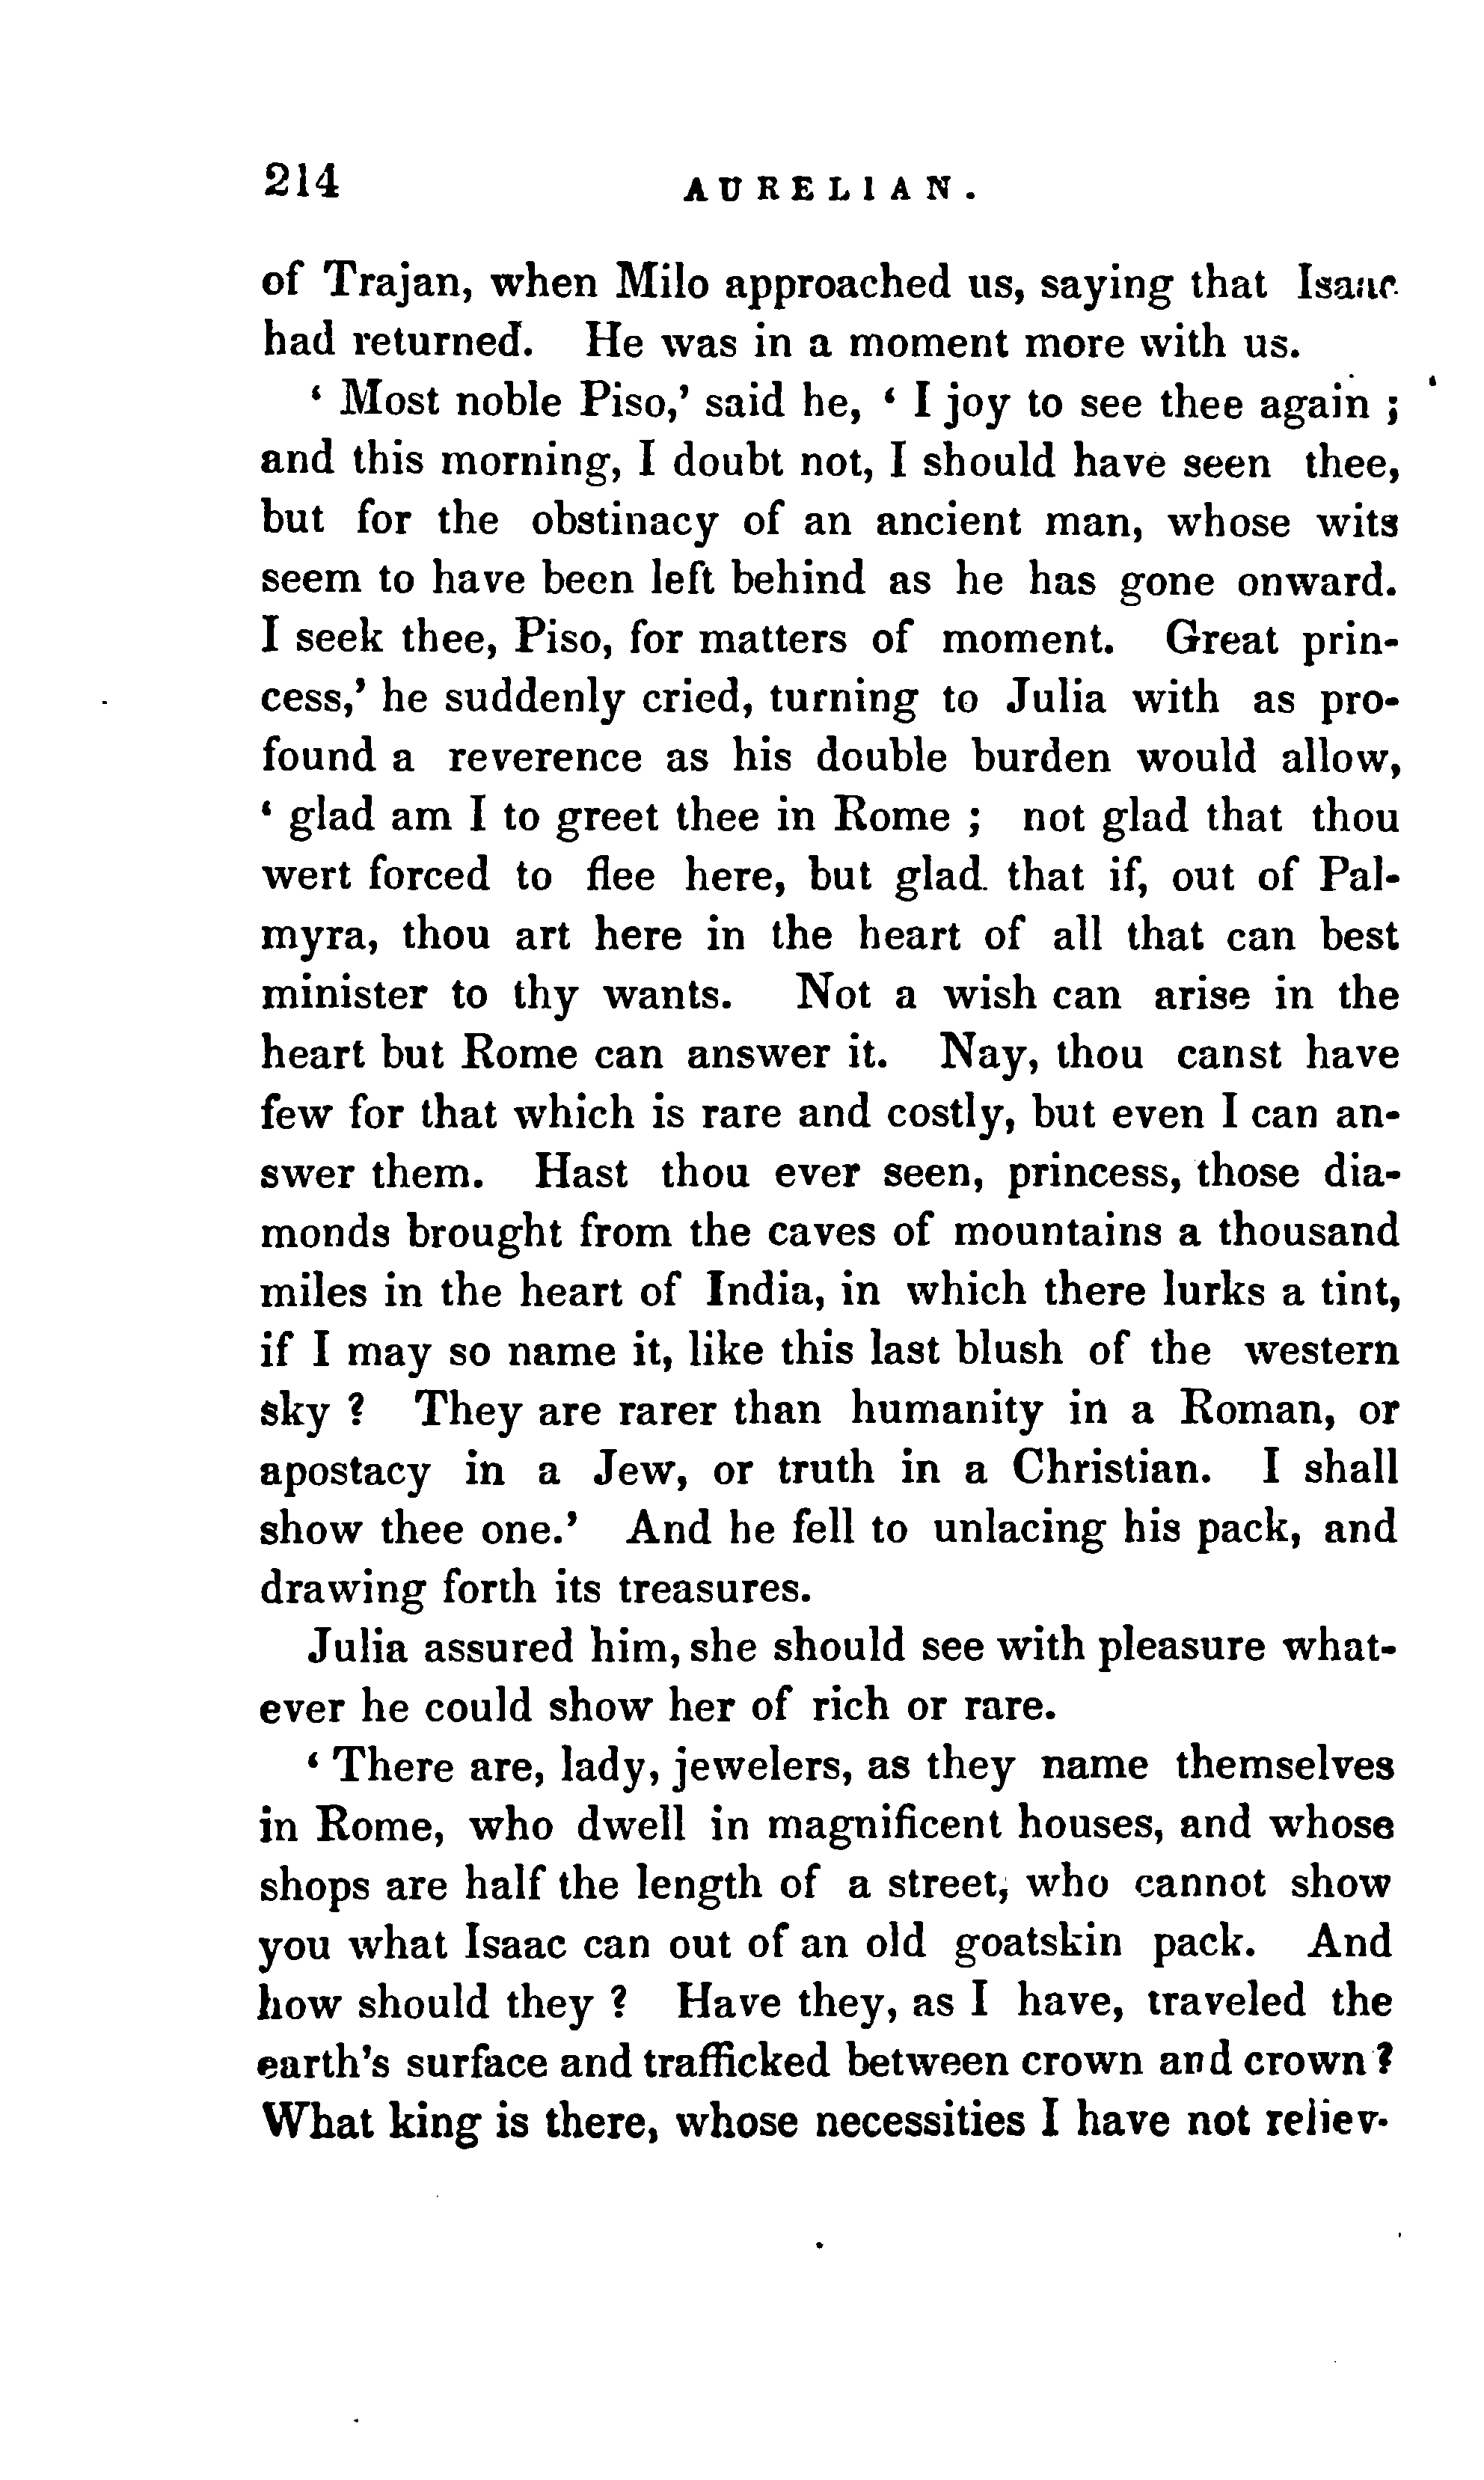 214 AURELIAN.
of Trajan, when Milo approached us, saying that Isaac
had returned. He was in a moment more with us.
‘ Most noble Piso,’ said he, ‘ I joy to see thee again ;
and this morning, I doubt not, I should have seen thee,
but for the obstinacy of an ancient man, whose wits
seem to have been left behind as he has gone onward.
I seek thee, Piso, for matters of moment. Great prin-
cess,’ he suddenly cried, turning to Julia with as pro-
found a reverence as his double burden would allow,
‘ glad am I to greet thee in Rome ; not glad that thou
wert forced to flee here, but glad that if, out of Pal-
myra, thou art here in the heart of all that can best
minister to thy wants. Not a wish can arise in the
heart but Rome can answer it. Nay, thou canst have
few for that which is rare and costly, but even I can an-
swer them. Hast thou ever seen, princess, those dia-
monds brought from the caves of mountains a thousand
miles in the heart of India, in which there lurks a tint,
if I may so name it, like this last blush of the western
sky ? They are rarer than humanity in a Roman, or
apostacy in a Jew, or truth in a Christian. I shall
show thee one.’ And he fell to unlacing his pack, and
drawing forth its treasures.
Julia assured him, she should see with pleasure what-
ever he could show her of rich or rare.
‘ There are, lady, jewelers, as they name themselves
in Rome, who dwell in magnificent houses, and whose
shops are half the length of a street, who cannot show
you what Isaac can out of an old goatskin pack. And
how should they ? Have they, as I have, traveled the
earth’s surface and trafficked between crown and crown ?
What king is there, whose necessities I have not reliev-